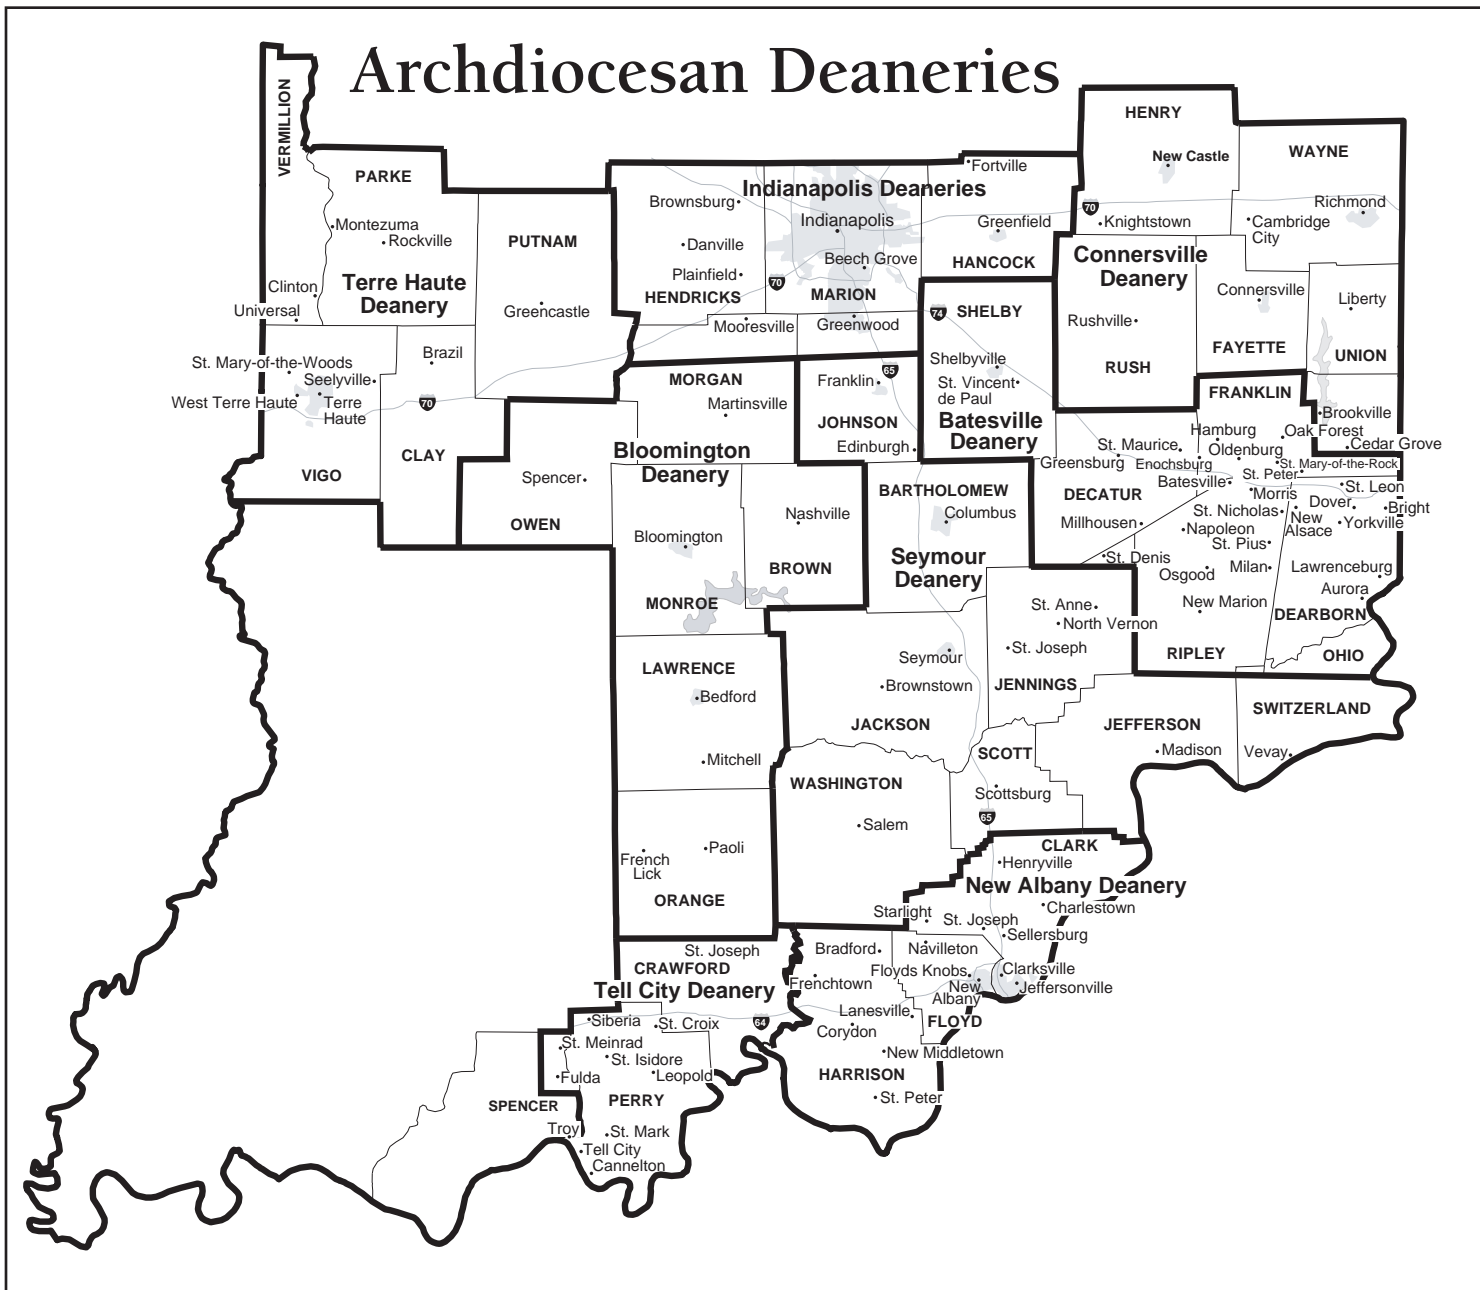 Archdiocesan Deaneries
VERMILLION
PARKE
Montezuma
Rockville
PUTNAM
Terre Haute
Deanery
Clinton
Universal
Greencastle
St. Mary-of-the-Woods
Seelyville
West Terre Haute
Terre
Haute
Brazil
70
CLAY
VIGO
Indianapolis Deaneries
Brownsburg
Indianapolis
Danville
Beech Grove
Plainfield
70
HENDRICKS
MARION
Mooresville
Greenwood
Fortville
Greenfield
HANCOCK
HENRY
New Castle
WAYNE
70
Knightstown
Richmond
Cambridge
City
Connersville
Deanery
Connersville
Liberty
Rushville
RUSH
FAYETTE
UNION
74
SHELBY
Shelbyville
St. Vincent
de Paul
Batesville
Deanery
MORGAN
Martinsville
65
Franklin
JOHNSON
Edinburgh
Bloomington
Deanery
Spencer
OWEN
Bloomington
Nashville
BROWN
MONROE
LAWRENCE
Bedford
Mitchell
French
Lick
Paoli
ORANGE
FRANKLIN
Brookville
Hamburg
Oak Forest
Cedar Grove
St. Maurice
Oldenburg
Greensburg
Enochsburg
St. Mary-of-the-Rock
St. Peter
Batesville
DECATUR
Morris
St. Leon
Dover
Bright
Millhousen
St. Nicholas
New
Alsace
Yorkville
Napoleon
St. Pius
St. Denis
Osgood
Milan
Lawrenceburg
Aurora
New Marion
DEARBORN
RIPLEY
OHIO
BARTHOLOMEW
Columbus
Seymour
Deanery
St. Anne
North Vernon
St. Joseph
Seymour
Brownstown
JENNINGS
JACKSON
SWITZERLAND
JEFFERSON
Madison
Vevay
SCOTT
Scottsburg
65
WASHINGTON
Salem
CLARK
Henryville
New Albany Deanery
Charlestown
Starlight
St. Joseph
Sellersburg
Bradford
Navilleton
Floyds Knobs
Clarksville
Frenchtown
New
Albany
Jeffersonville
Lanesville
FLOYD
Corydon
New Middletown
HARRISON
St. Peter
St. Joseph
CRAWFORD
Tell City Deanery
64
Siberia
St. Croix
St. Meinrad
St. Isidore
Fulda
Leopold
SPENCER
PERRY
Troy
St. Mark
Tell City
Cannelton